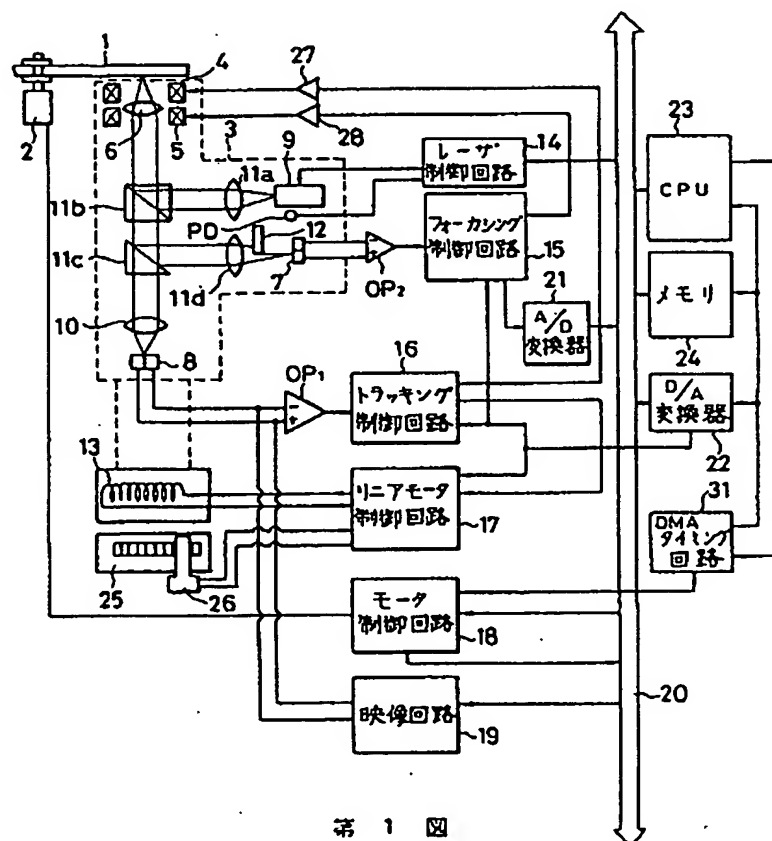 1
4
27
2
6
5
28
3
9
11a
レーザ
制御回路
14
23
CPU
11b
PD
12
フォーカシング
制御回路
15
11c
11d
7
OP2
21
A/D
変換器
メモリ
24
10
8
OP1
16
トラッキング
制御回路
D/A
変換器
22
13
リニアモータ
制御回路
17
31
DMA
タイミング
回路
25
26
モータ
制御回路
18
映像回路
19
20
第 1 図